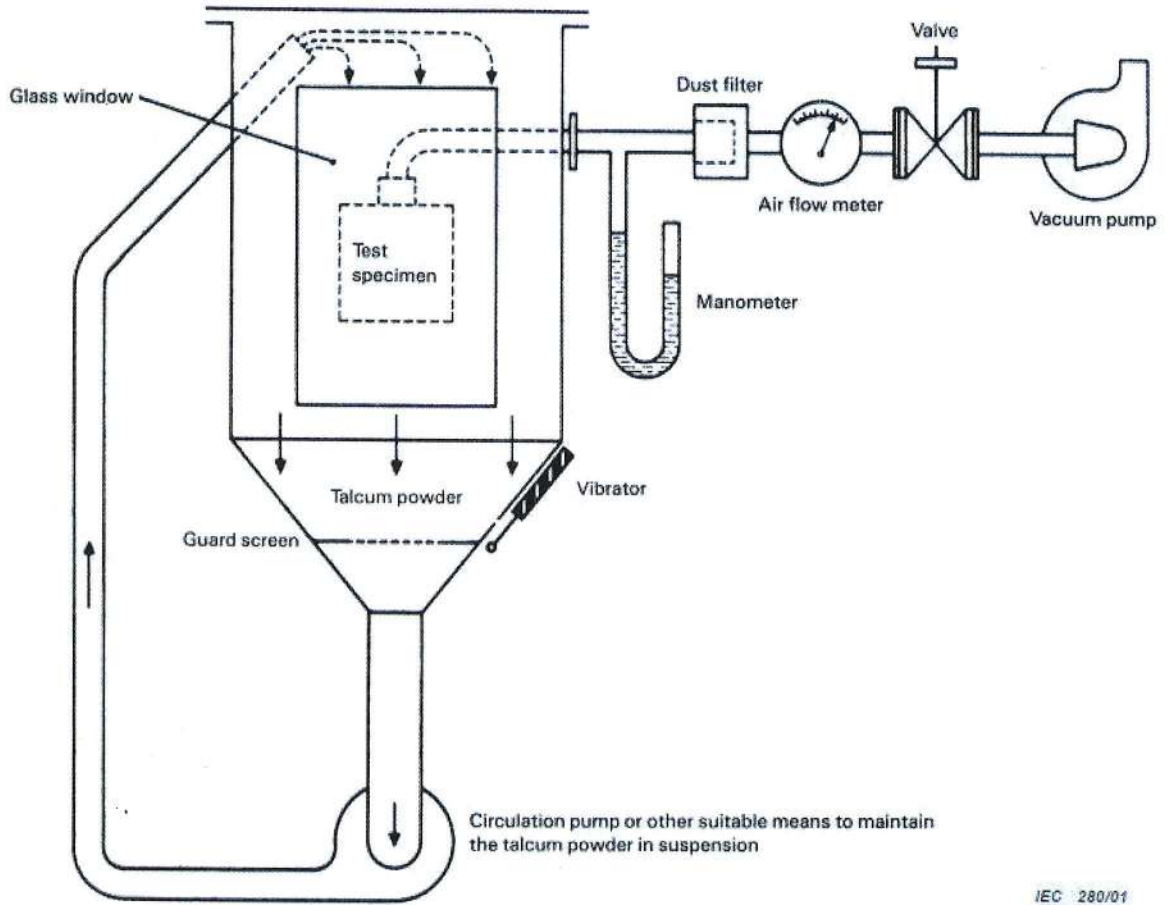 Valve
Dust filter
Glass window
Air flow meter
Vacuum pump
Test
specimen
Manometer
Talcum powder
Vibrator
Guard screen
Circulation pump or other suitable means to maintain
the talcum powder in suspension
IEC 280/01